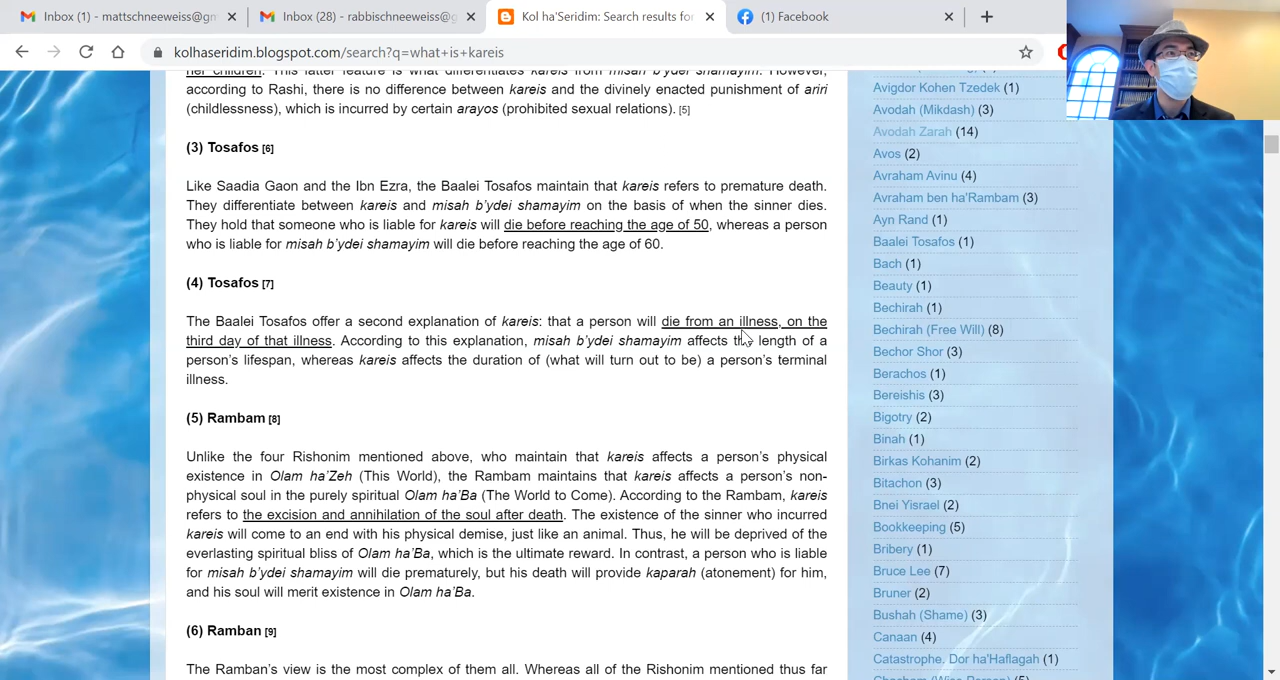 Inbox (1) - mattschneeweiss@gm
Inbox (28) - rabbischneeweiss@g
Kol ha'Seridim: Search results for
(1) Facebook
kolhaseridim.blogspot.com/search?q=what+is+kareis
her children. This latter feature is what differentiates kareis from misah b'ydei shamayim. However,
according to Rashi, there is no difference between kareis and the divinely enacted punishment of ariri
(childlessness), which is incurred by certain arayos (prohibited sexual relations). [5]
(3) Tosafos [6]
Like Saadia Gaon and the Ibn Ezra, the Baalei Tosafos maintain that kareis refers to premature death.
They differentiate between kareis and misah b'ydei shamayim on the basis of when the sinner dies.
They hold that someone who is liable for kareis will die before reaching the age of 50, whereas a person
who is liable for misah b'ydei shamayim will die before reaching the age of 60.
(4) Tosafos [7]
The Baalei Tosafos offer a second explanation of kareis: that a person will die from an illness, on the
third day of that illness. According to this explanation, misah b'ydei shamayim affects the length of a
person's lifespan, whereas kareis affects the duration of (what will turn out to be) a person's terminal
illness.
(5) Rambam [8]
Unlike the four Rishonim mentioned above, who maintain that kareis affects a person's physical
existence in Olam ha'Zeh (This World), the Rambam maintains that kareis affects a person's non-
physical soul in the purely spiritual Olam ha'Ba (The World to Come). According to the Rambam, kareis
refers to the excision and annihilation of the soul after death. The existence of the sinner who incurred
kareis will come to an end with his physical demise, just like an animal. Thus, he will be deprived of the
everlasting spiritual bliss of Olam ha'Ba, which is the ultimate reward. In contrast, a person who is liable
for misah b'ydei shamayim will die prematurely, but his death will provide kaparah (atonement) for him,
and his soul will merit existence in Olam ha'Ba.
(6) Ramban [9]
The Ramban's view is the most complex of them all. Whereas all of the Rishonim mentioned thus far
Avigdor Kohen Tzedek (1)
Avodah (Mikdash) (3)
Avodah Zarah (14)
Avos (2)
Avraham Avinu (4)
Avraham ben ha'Rambam (3)
Ayn Rand (1)
Baalei Tosafos (1)
Bach (1)
Beauty (1)
Bechirah (1)
Bechirah (Free Will) (8)
Bechor Shor (3)
Berachos (1)
Bereishis (3)
Bigotry (2)
Binah (1)
Birkas Kohanim (2)
Bitachon (3)
Bnei Yisrael (2)
Bookkeeping (5)
Bribery (1)
Bruce Lee (7)
Bruner (2)
Bushah (Shame) (3)
Canaan (4)
Catastrophe. Dor ha'Haflagah (1)